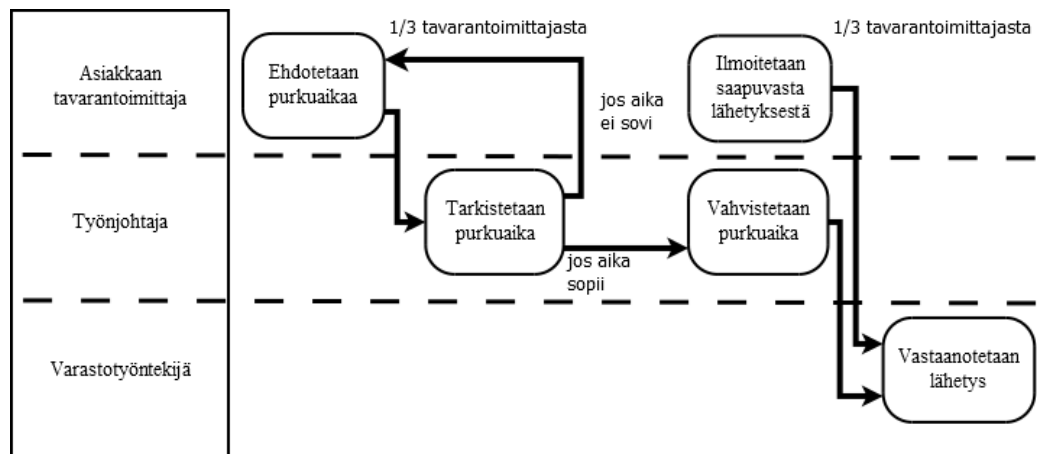 1/3 tavarantoimittajasta
1/3 tavarantoimittajasta
Asiakkaan
tavarantoimittaja
Ehdotetaan
purkuaikaa
jos aika
ei sovi
Ilmoitetaan
saapuvasta
lähetyksestä
Työnjohtaja
Tarkistetaan
purkuaika
jos aika
sopii
Vahvistetaan
purkuaika
Varastotyöntekijä
Vastaanotetaan
lähetys